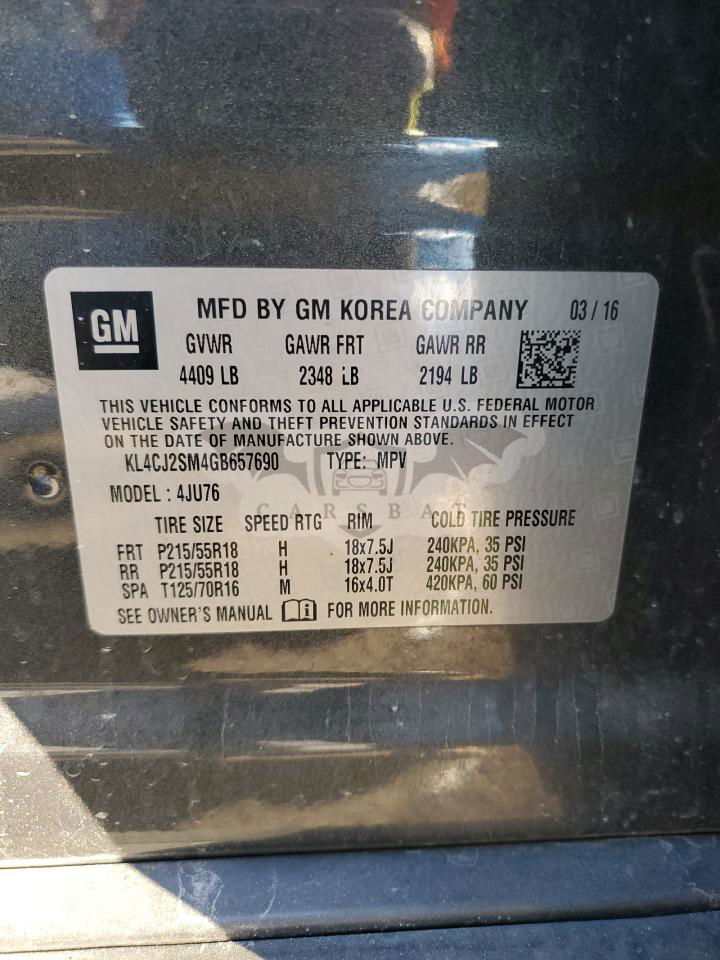 GM MFD BY GM KOREA COMPANY 03 / 16
GVWR GAWR FRT GAWR RR
4409 LB 2348 LB 2194 LB
THIS VEHICLE CONFORMS TO ALL APPLICABLE U.S. FEDERAL MOTOR
VEHICLE SAFETY AND THEFT PREVENTION STANDARDS IN EFFECT
ON THE DATE OF MANUFACTURE SHOWN ABOVE.
KL4CJ2SM4GB657690 TYPE: MPV
MODEL : 4JU76
CARSBAT
TIRE SIZE SPEED RTG RIM COLD TIRE PRESSURE
FRT P215/55R18 H 18x7.5J 240KPA, 35 PSI
RR P215/55R18 H 18x7.5J 240KPA, 35 PSI
SPA T125/70R16 M 16x4.0T 420KPA, 60 PSI
SEE OWNER'S MANUAL FOR MORE INFORMATION.